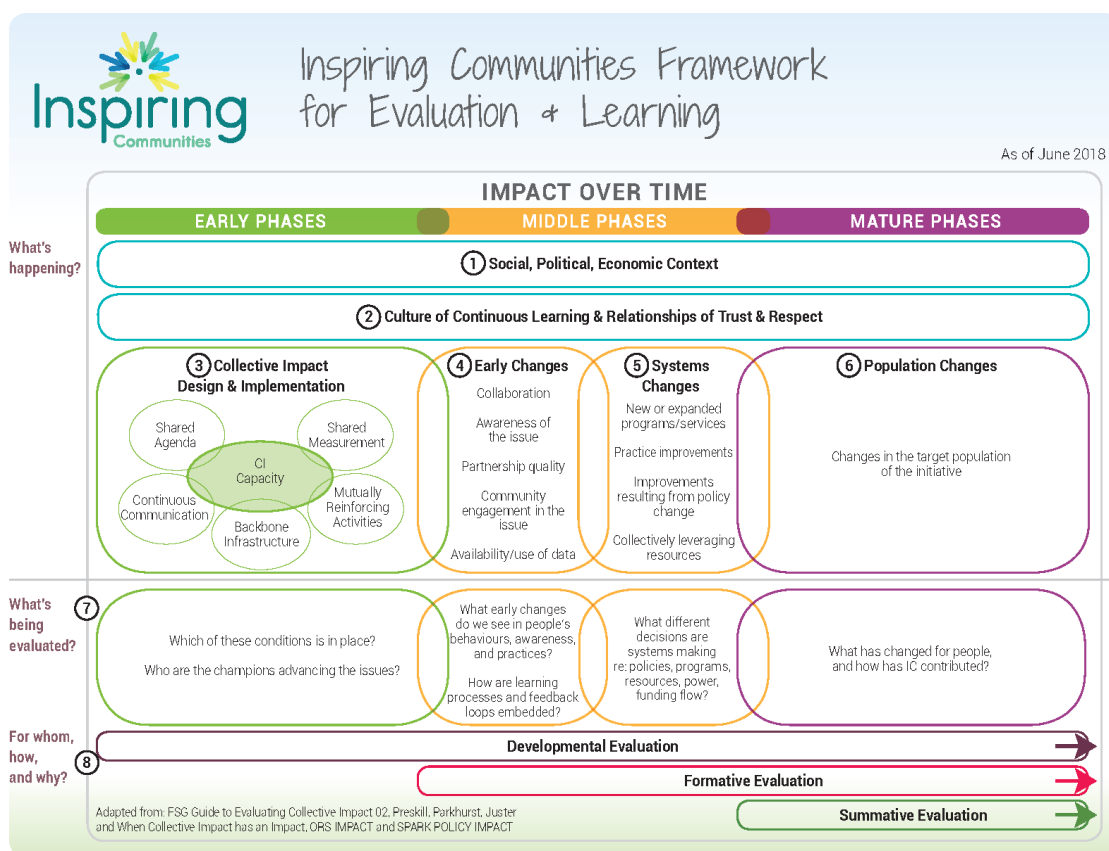 Inspiring
Communities
Inspiring Communities Framework
for Evaluation & Learning
As of June 2018
IMPACT OVER TIME
EARLY PHASES
MIDDLE PHASES
MATURE PHASES
What's
happening?
1 Social, Political, Economic Context
2 Culture of Continuous Learning & Relationships of Trust & Respect
3 Collective Impact
Design & Implementation
Shared
Agenda
Shared
Measurement
CI
Capacity
Continuous
Communication
Mutually
Reinforcing
Activities
Backbone
Infrastructure
4 Early Changes
Collaboration
Awareness of
the issue
Partnership quality
Community
engagement in the
issue
Availability/use of data
5 Systems
Changes
New or expanded
programs/services
Practice improvements
Improvements
resulting from policy
change
Collectively leveraging
resources
6 Population Changes
Changes in the target population
of the initiative
What's
being
evaluated?
7
Which of these conditions is in place?
Who are the champions advancing the issues?
What early changes
do we see in people's
behaviours, awareness,
and practices?
How are learning
processes and feedback
loops embedded?
What different
decisions are
systems making
re: policies, programs,
resources, power,
funding flow?
What has changed for people,
and how has IC contributed?
For whom,
how,
and why?
8
Developmental Evaluation
Formative Evaluation
Summative Evaluation
Adapted from: FSG Guide to Evaluating Collective Impact 02, Preskill, Parkhurst, Juster
and When Collective Impact has an Impact, ORS IMPACT and SPARK POLICY IMPACT